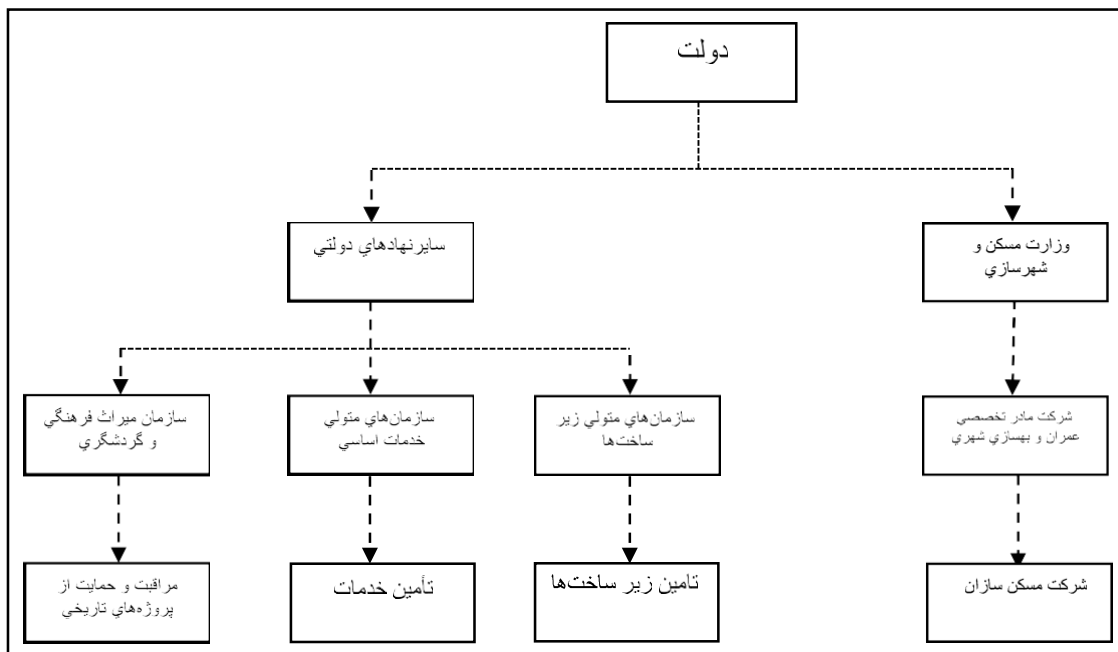 دولت
وزارت مسكن و
شهرسازي
سايرنهادهاي دولتي
شركت مادر تخصصي
عمران و بهسازي شهري
سازمان‌هاي متولي زير
ساخت‌ها
سازمان‌هاي متولي
خدمات اساسي
سازمان ميراث فرهنگي
و گردشگري
شركت مسكن سازان
تامين زير ساخت‌ها
تأمين خدمات
مراقبت و حمايت از
پروژه‌هاي تاريخي